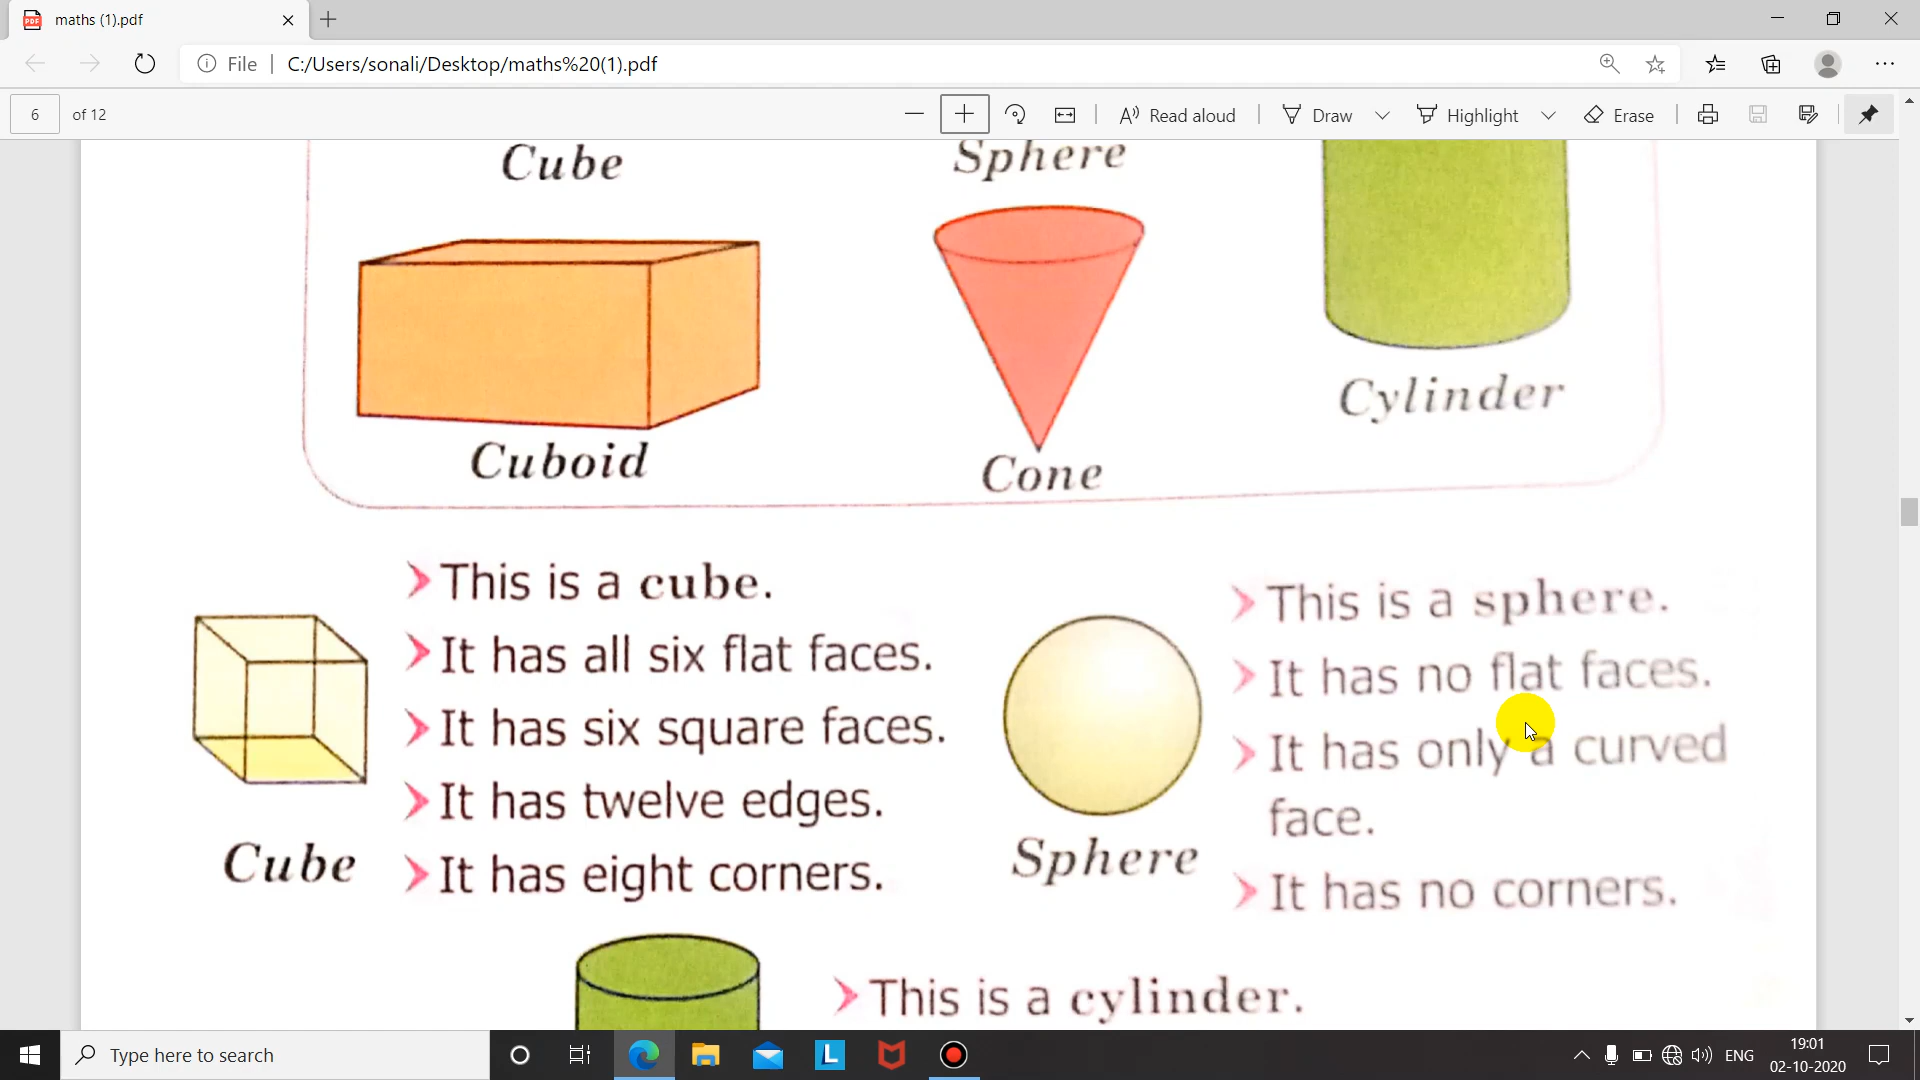 maths (1).pdf
File
C:/Users/sonali/Desktop/maths%20(1).pdf
6 of 12
Read aloud
Draw
Highlight
Erase
Cube
Sphere
Cuboid
Cone
Cylinder
This is a cube.
It has all six flat faces.
It has six square faces.
It has twelve edges.
It has eight corners.
Cube
This is a sphere.
It has no flat faces.
It has only a curved
face.
It has no corners.
Sphere
This is a cylinder.
Type here to search
L
ENG
19:01
02-10-2020